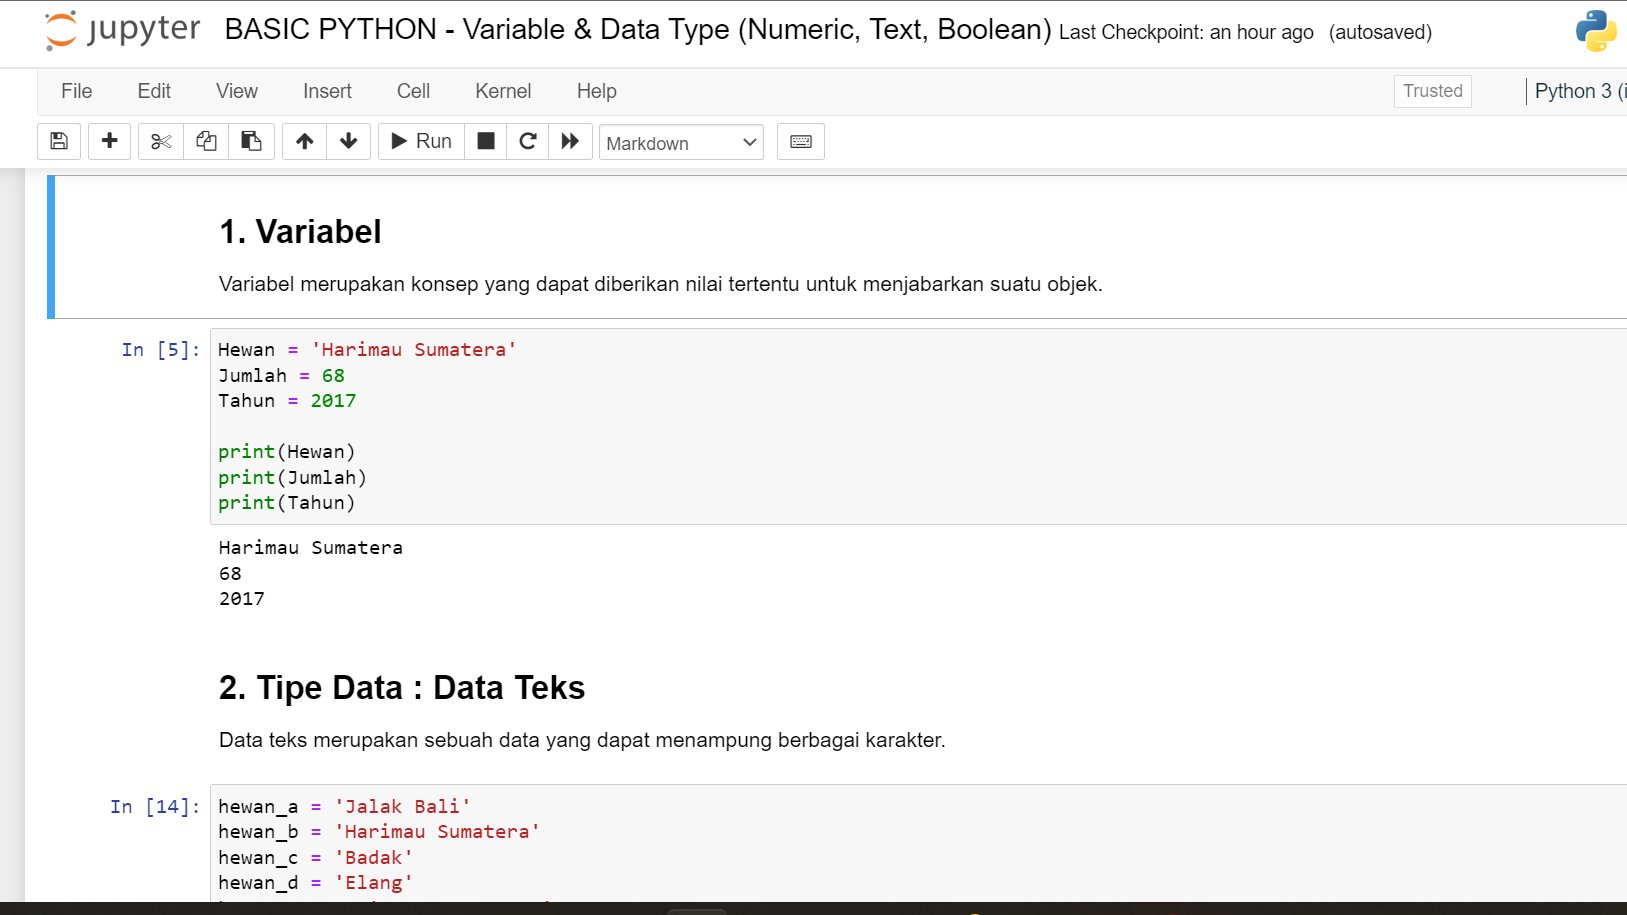 jupyter BASIC PYTHON - Variable & Data Type (Numeric, Text, Boolean) Last Checkpoint: an hour ago (autosaved)
File Edit View Insert Cell Kernel Help Trusted Python 3 (i
Run Markdown
1. Variabel
Variabel merupakan konsep yang dapat diberikan nilai tertentu untuk menjabarkan suatu objek.
In [5]: Hewan = 'Harimau Sumatera'
Jumlah = 68
Tahun = 2017
print(Hewan)
print(Jumlah)
print(Tahun)
Harimau Sumatera
68
2017
2. Tipe Data : Data Teks
Data teks merupakan sebuah data yang dapat menampung berbagai karakter.
In [14]: hewan_a = 'Jalak Bali'
hewan_b = 'Harimau Sumatera'
hewan_c = 'Badak'
hewan_d = 'Elang'